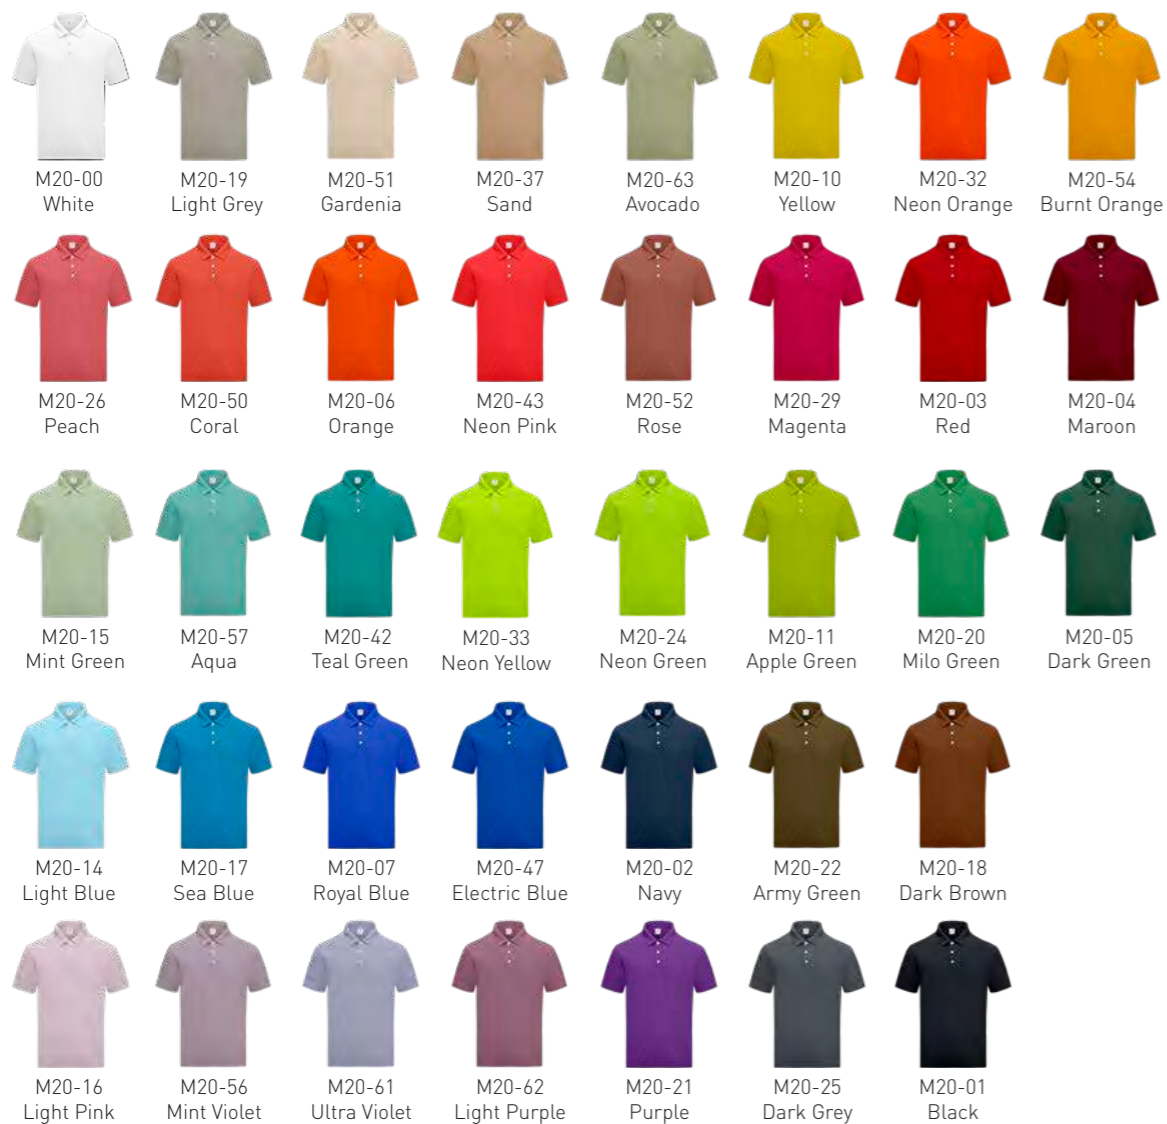 M20-00 M20-19 M20-51 M20-37 M20-63 M20-10 M20-32 M20-54
White Light Grey Gardenia Sand Avocado Yellow Neon Orange Burnt Orange
M20-26 M20-50 M20-06 M20-43 M20-52 M20-29 M20-03 M20-04
Peach Coral Orange Neon Pink Rose Magenta Red Maroon
M20-15 M20-57 M20-42 M20-33 M20-24 M20-11 M20-20 M20-05
Mint Green Aqua Teal Green Neon Yellow Neon Green Apple Green Milo Green Dark Green
M20-14 M20-17 M20-07 M20-47 M20-02 M20-22 M20-18
Light Blue Sea Blue Royal Blue Electric Blue Navy Army Green Dark Brown
M20-16 M20-56 M20-61 M20-62 M20-21 M20-25 M20-01
Light Pink Mint Violet Ultra Violet Light Purple Purple Dark Grey Black